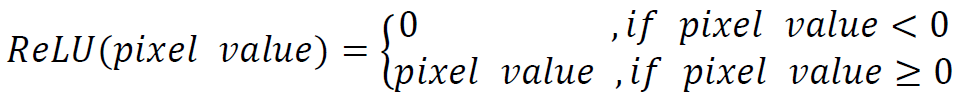 ReLU(pixel value) = {0 , if pixel value < 0
pixel value , if pixel value ≥ 0